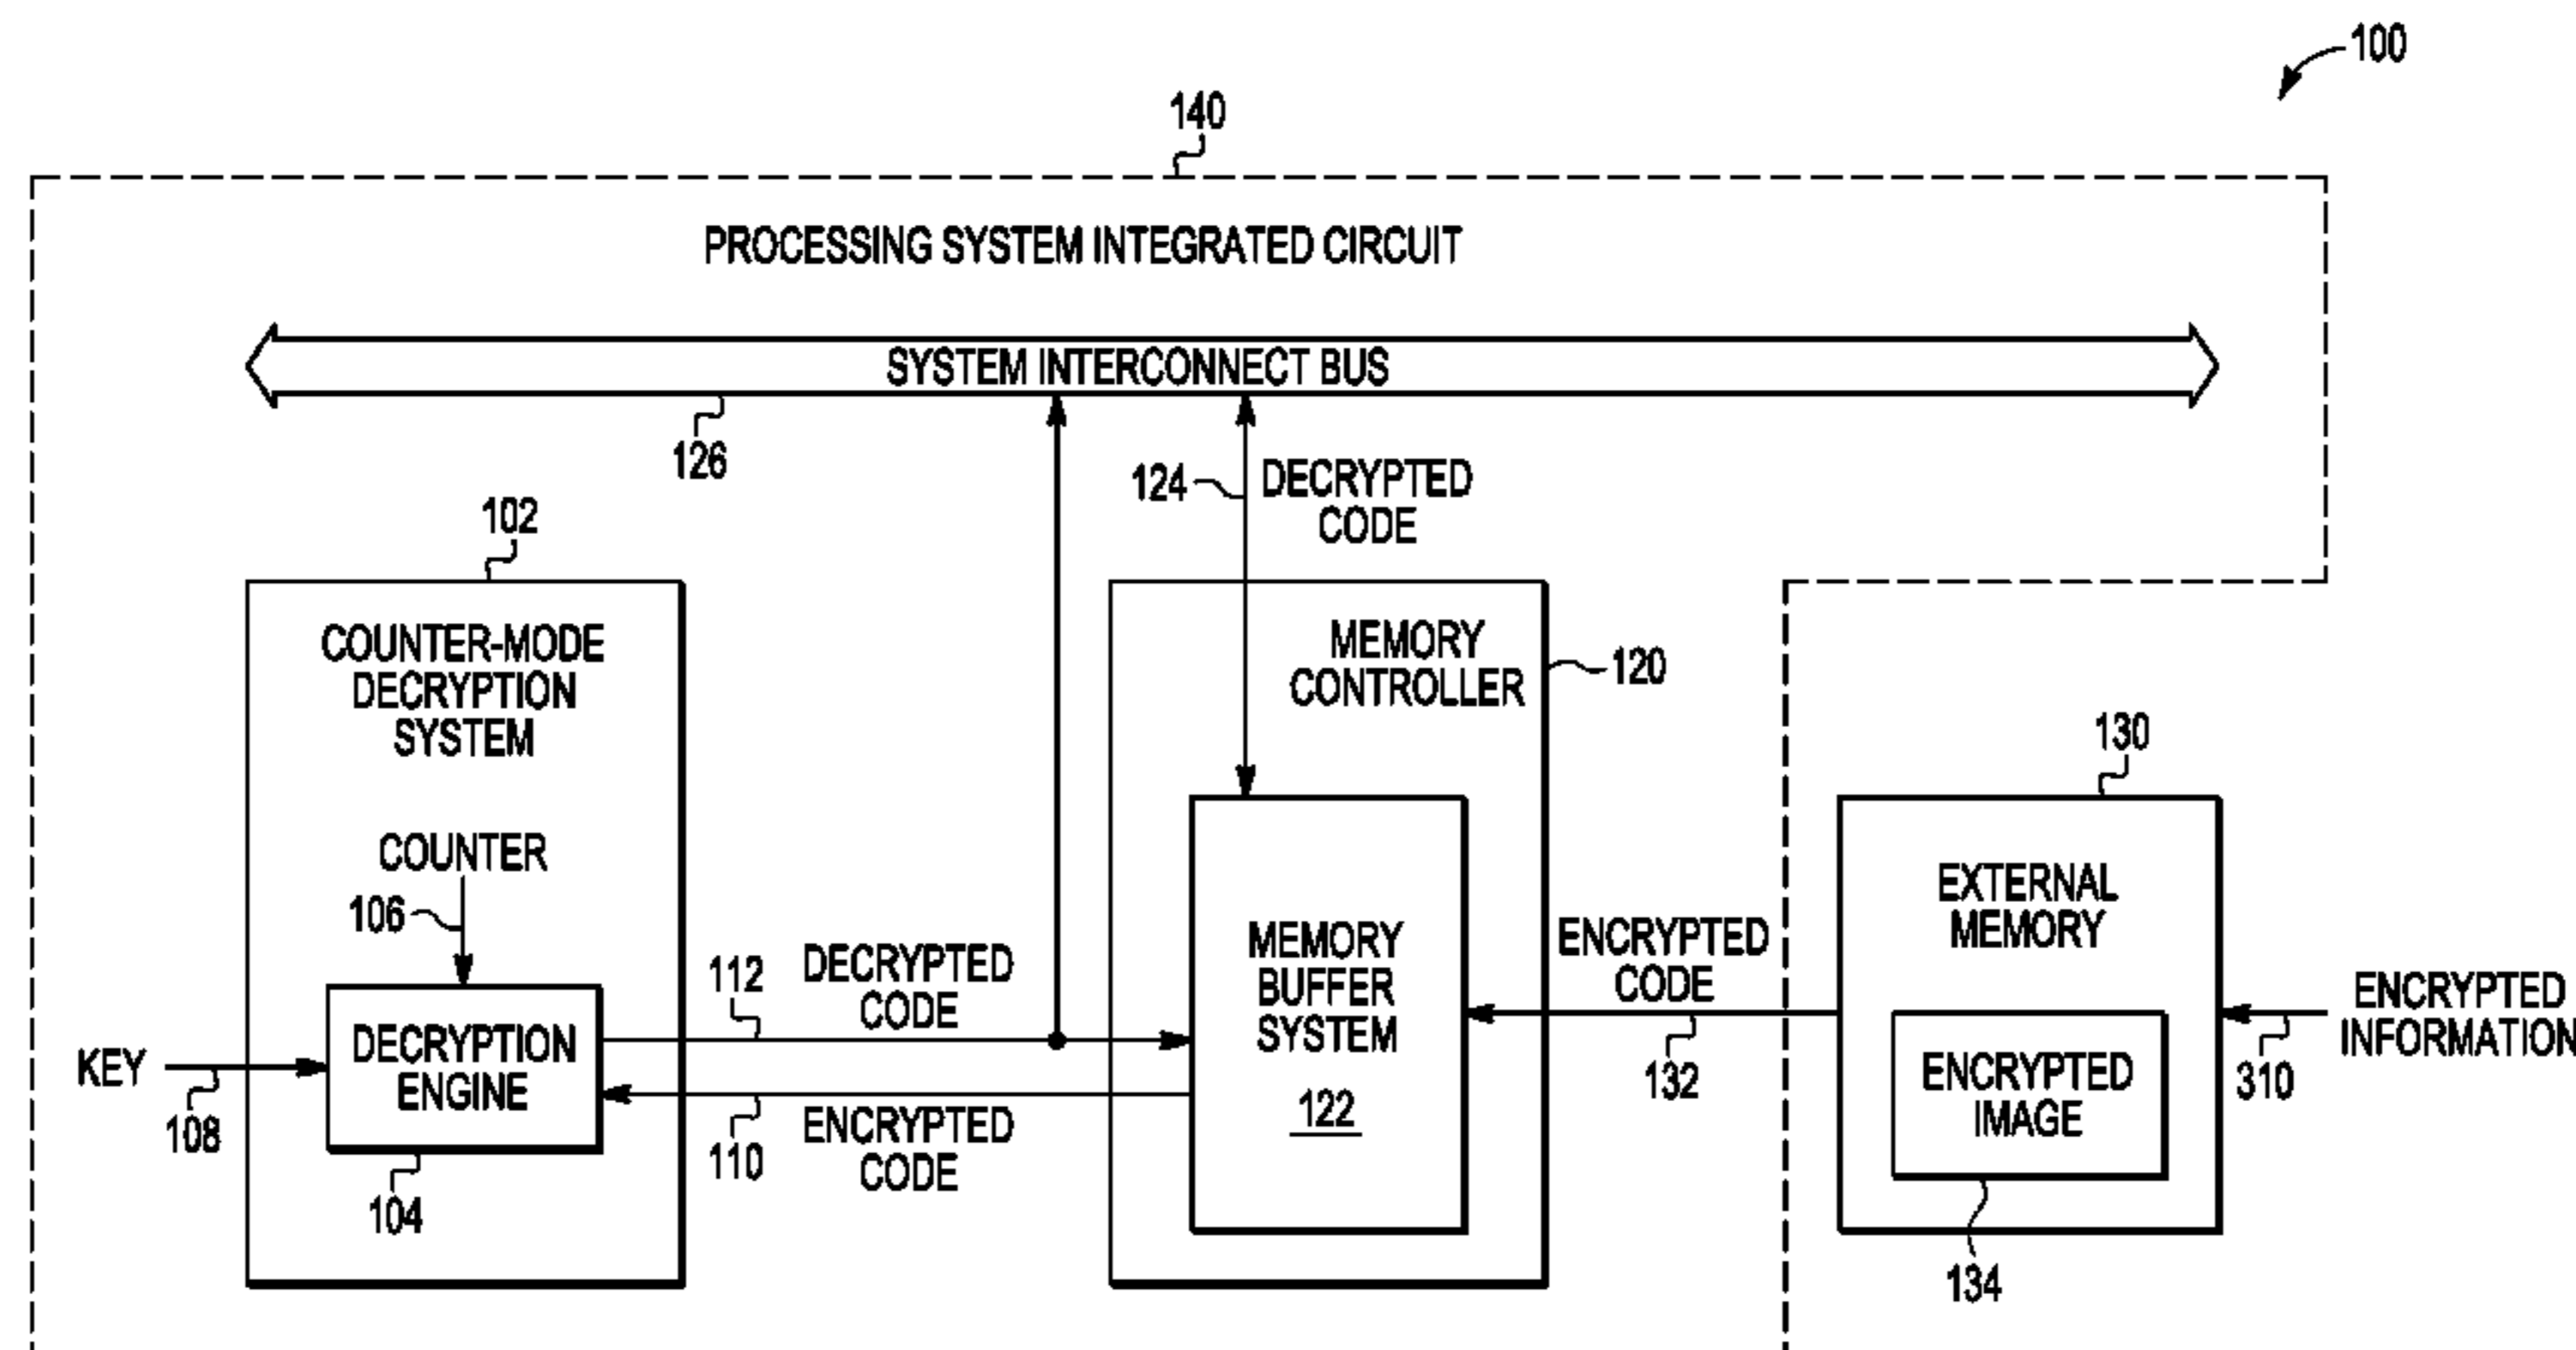 100
140
PROCESSING SYSTEM INTEGRATED CIRCUIT
SYSTEM INTERCONNECT BUS
126
124
DECRYPTED
CODE
102
COUNTER-MODE
DECRYPTION
SYSTEM
MEMORY
CONTROLLER
120
130
COUNTER
106
EXTERNAL
MEMORY
112
DECRYPTED
CODE
MEMORY
BUFFER
SYSTEM
122
ENCRYPTED
CODE
132
ENCRYPTED
INFORMATION
310
KEY
108
DECRYPTION
ENGINE
104
110
ENCRYPTED
CODE
ENCRYPTED
IMAGE
134